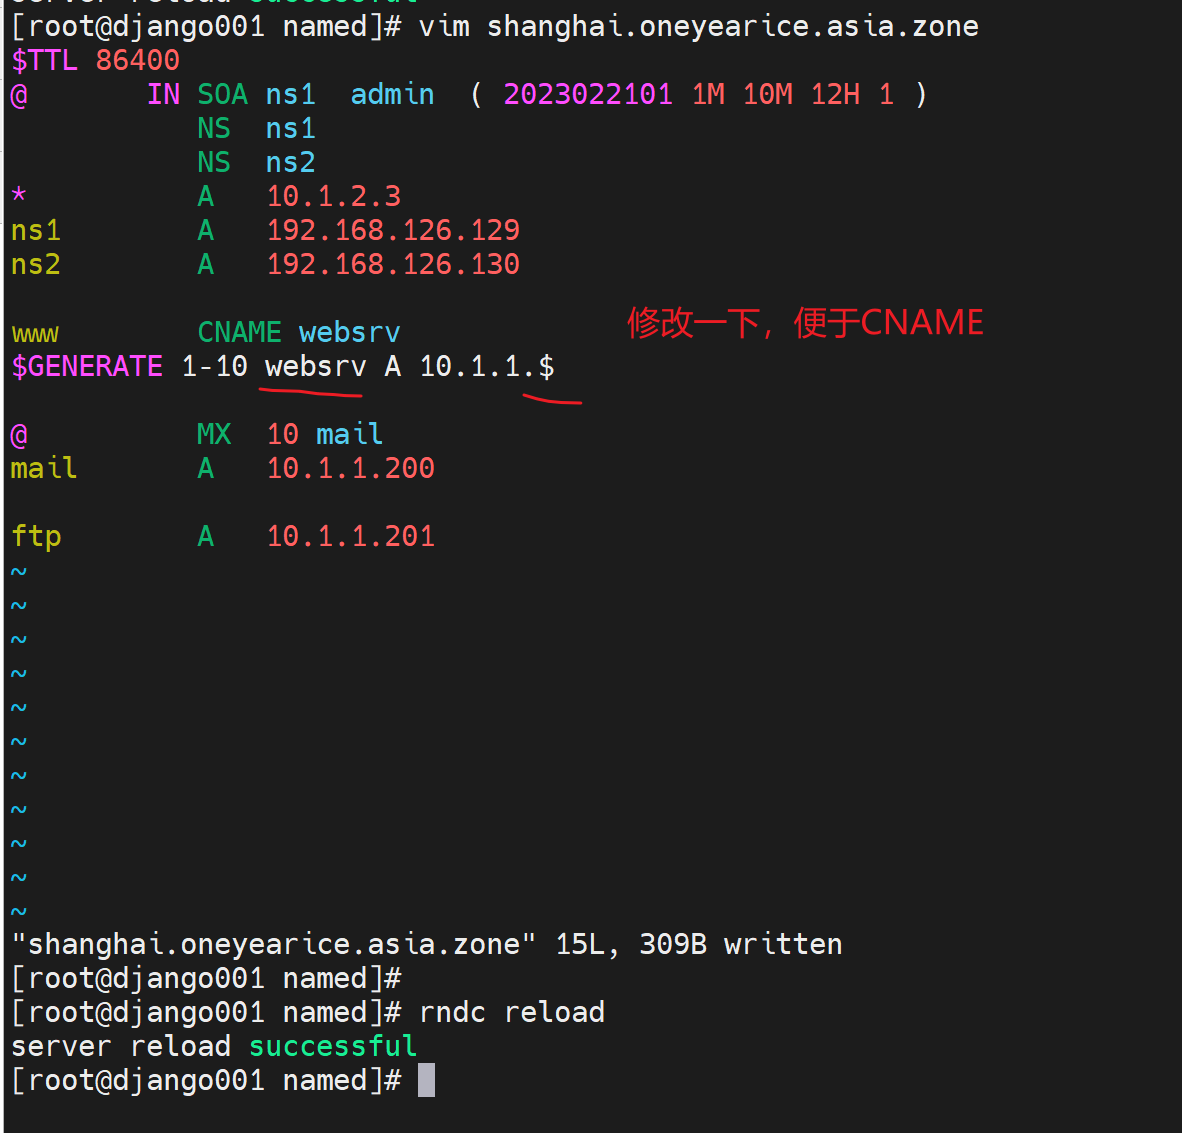 [root@django001 named]# vim shanghai.oneyearice.asia.zone
$TTL 86400
@ IN SOA ns1 admin ( 2023022101 1M 10M 12H 1 )
NS ns1
NS ns2
* A 10.1.2.3
ns1 A 192.168.126.129
ns2 A 192.168.126.130
www CNAME websrv
修改一下，便于CNAME
$GENERATE 1-10 websrv A 10.1.1.$
@ MX 10 mail
mail A 10.1.1.200
ftp A 10.1.1.201
~
~
~
~
~
~
~
~
~
~
~
"shanghai.oneyearice.asia.zone" 15L, 309B written
[root@django001 named]#
[root@django001 named]# rndc reload
server reload successful
[root@django001 named]#